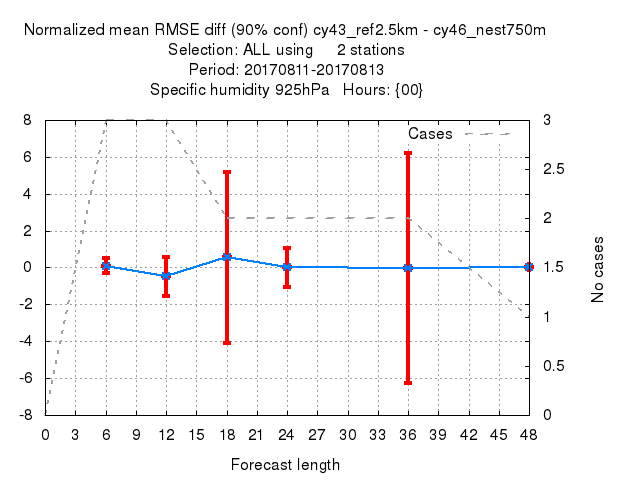 Normalized mean RMSE diff (90% conf) cy43_ref2.5km - cy46_nest750m
Selection: ALL using 2 stations
Period: 20170811-20170813
Specific humidity 925hPa Hours: {00}
Cases
8
6
4
2
0
-2
-4
-6
-8
3
2.5
2
1.5
1
0.5
0
No cases
0 3 6 9 12 15 18 21 24 27 30 33 36 39 42 45 48
Forecast length